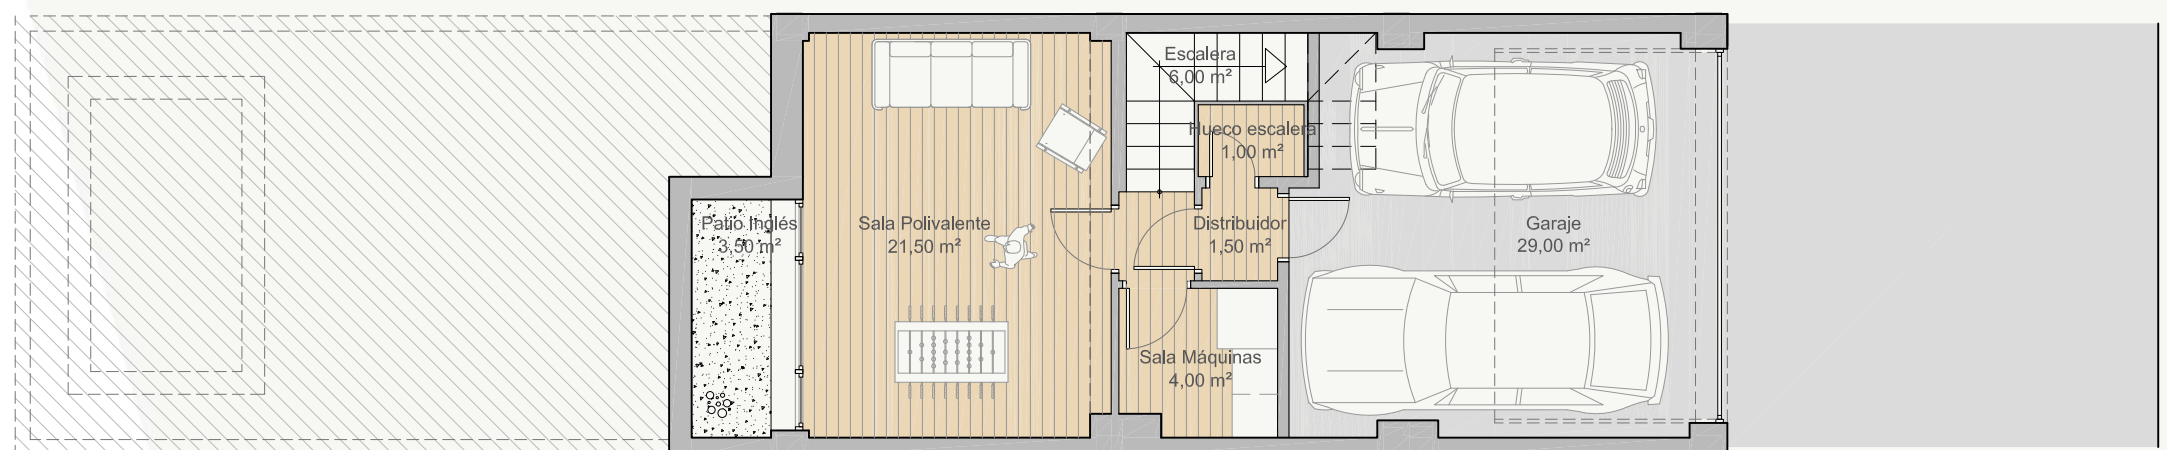 Escalera
6,00 m²
Hueco escalera
1,00 m²
Patio Inglés
3,50 m²
Sala Polivalente
21,50 m²
Distribuidor
1,50 m²
Garaje
29,00 m²
Sala Máquinas
4,00 m²